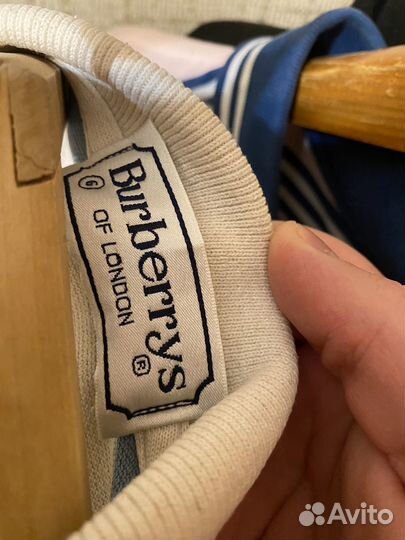 Burberrys
OF LONDON
G
®
Avito